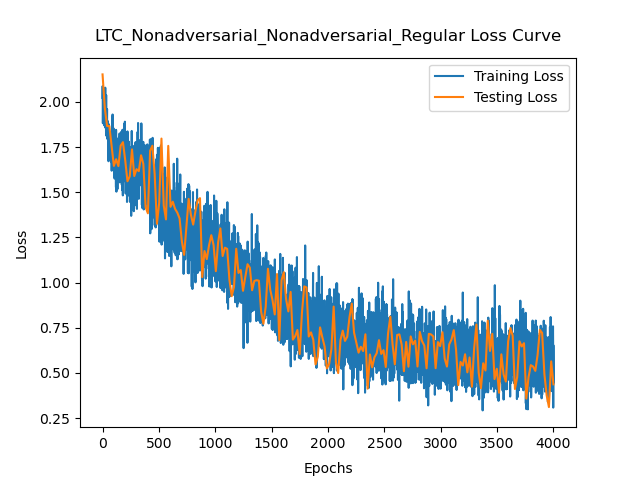 LTC_Nonadversarial_Nonadversarial_Regular Loss Curve
Training Loss
Testing Loss
2.00
1.75
1.50
1.25
1.00
0.75
0.50
0.25
Loss
0 500 1000 1500 2000 2500 3000 3500 4000
Epochs